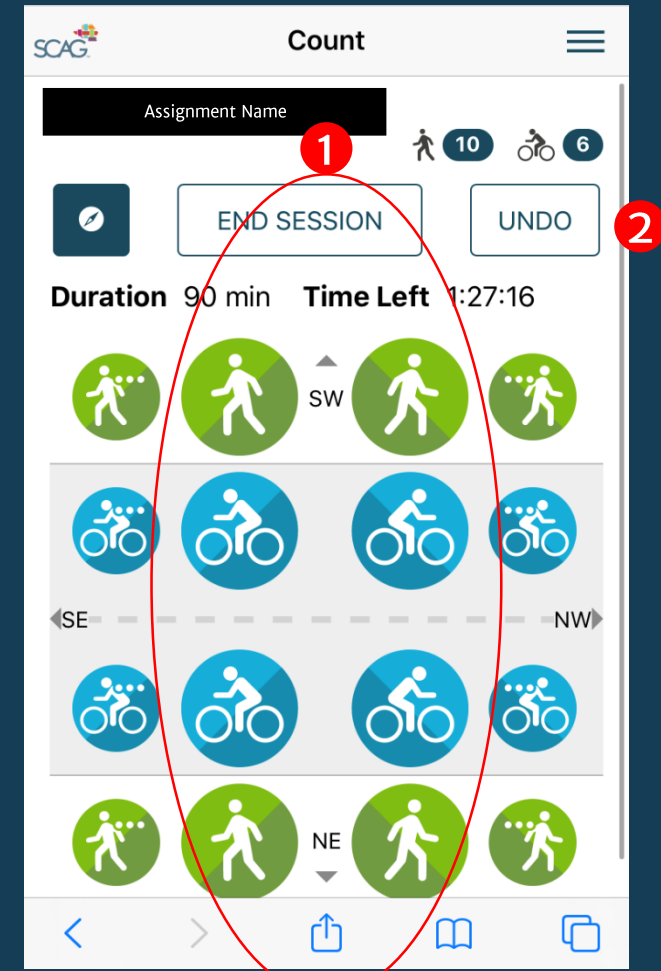 SCAG
Count
Assignment Name
1
10 6
END SESSION UNDO
2
Duration 90 min Time Left 1:27:16
SW
SE NW
NE